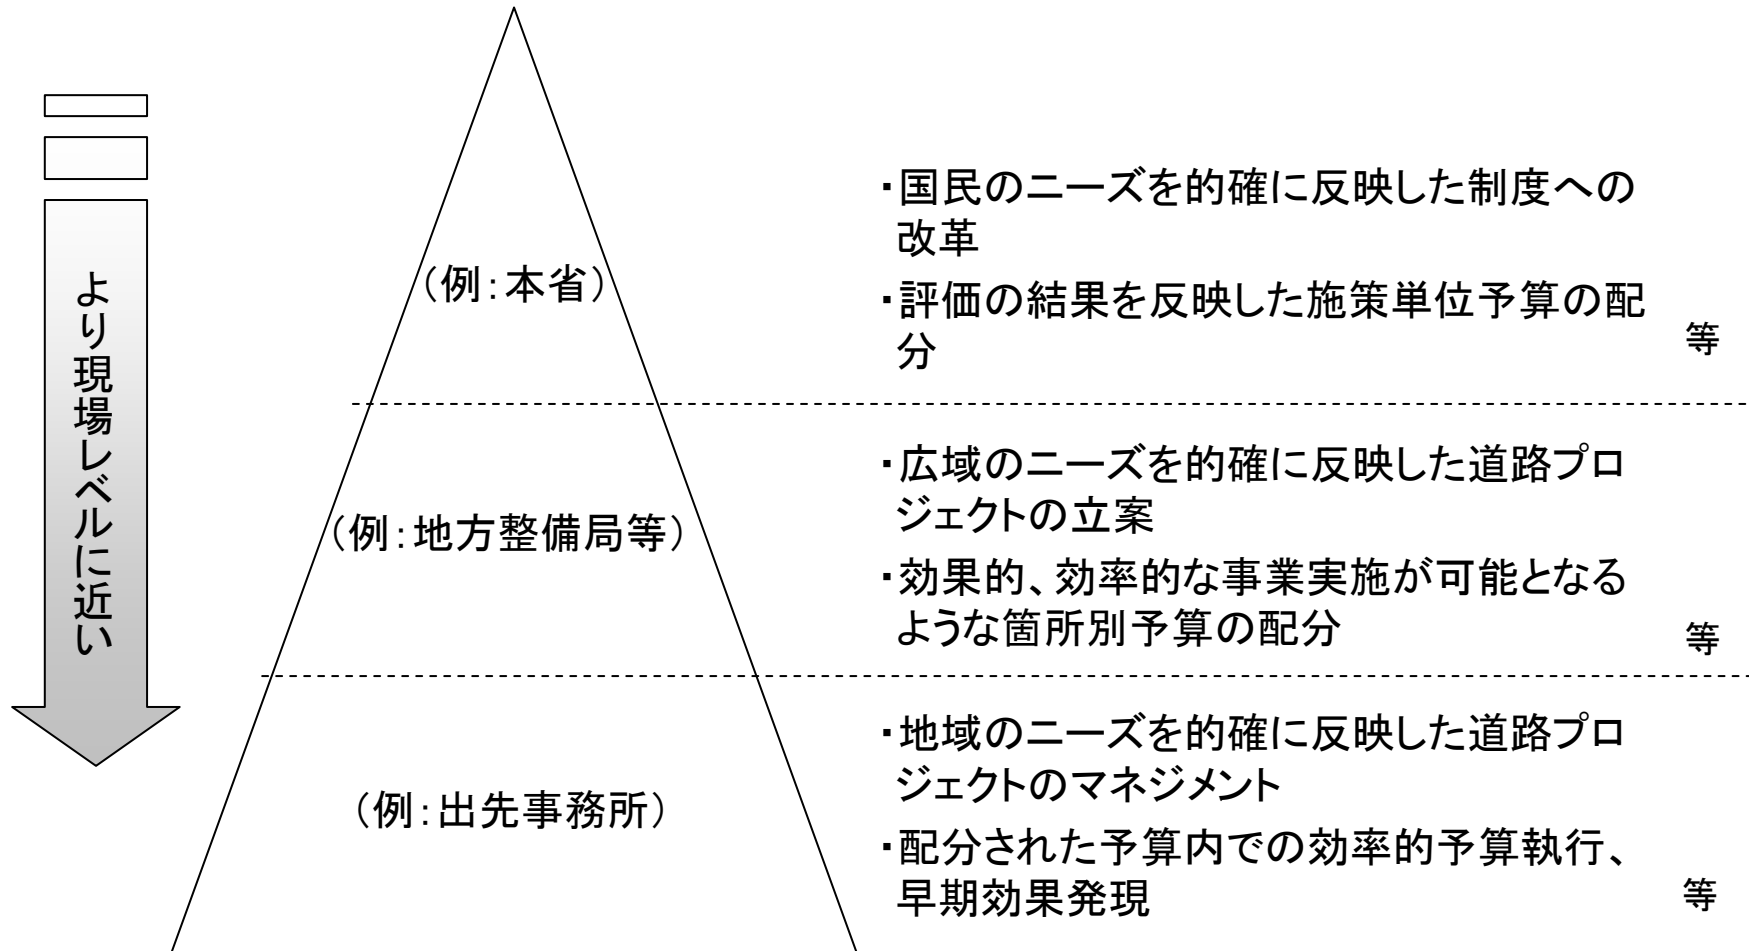 より現場レベルに近い
（例：本省）
・国民のニーズを的確に反映した制度への
改革
・評価の結果を反映した施策単位予算の配
分
等
（例：地方整備局等）
・広域のニーズを的確に反映した道路プロ
ジェクトの立案
・効果的、効率的な事業実施が可能となる
ような箇所別予算の配分
等
（例：出先事務所）
・地域のニーズを的確に反映した道路プロ
ジェクトのマネジメント
・配分された予算内での効率的予算執行、
早期効果発現
等